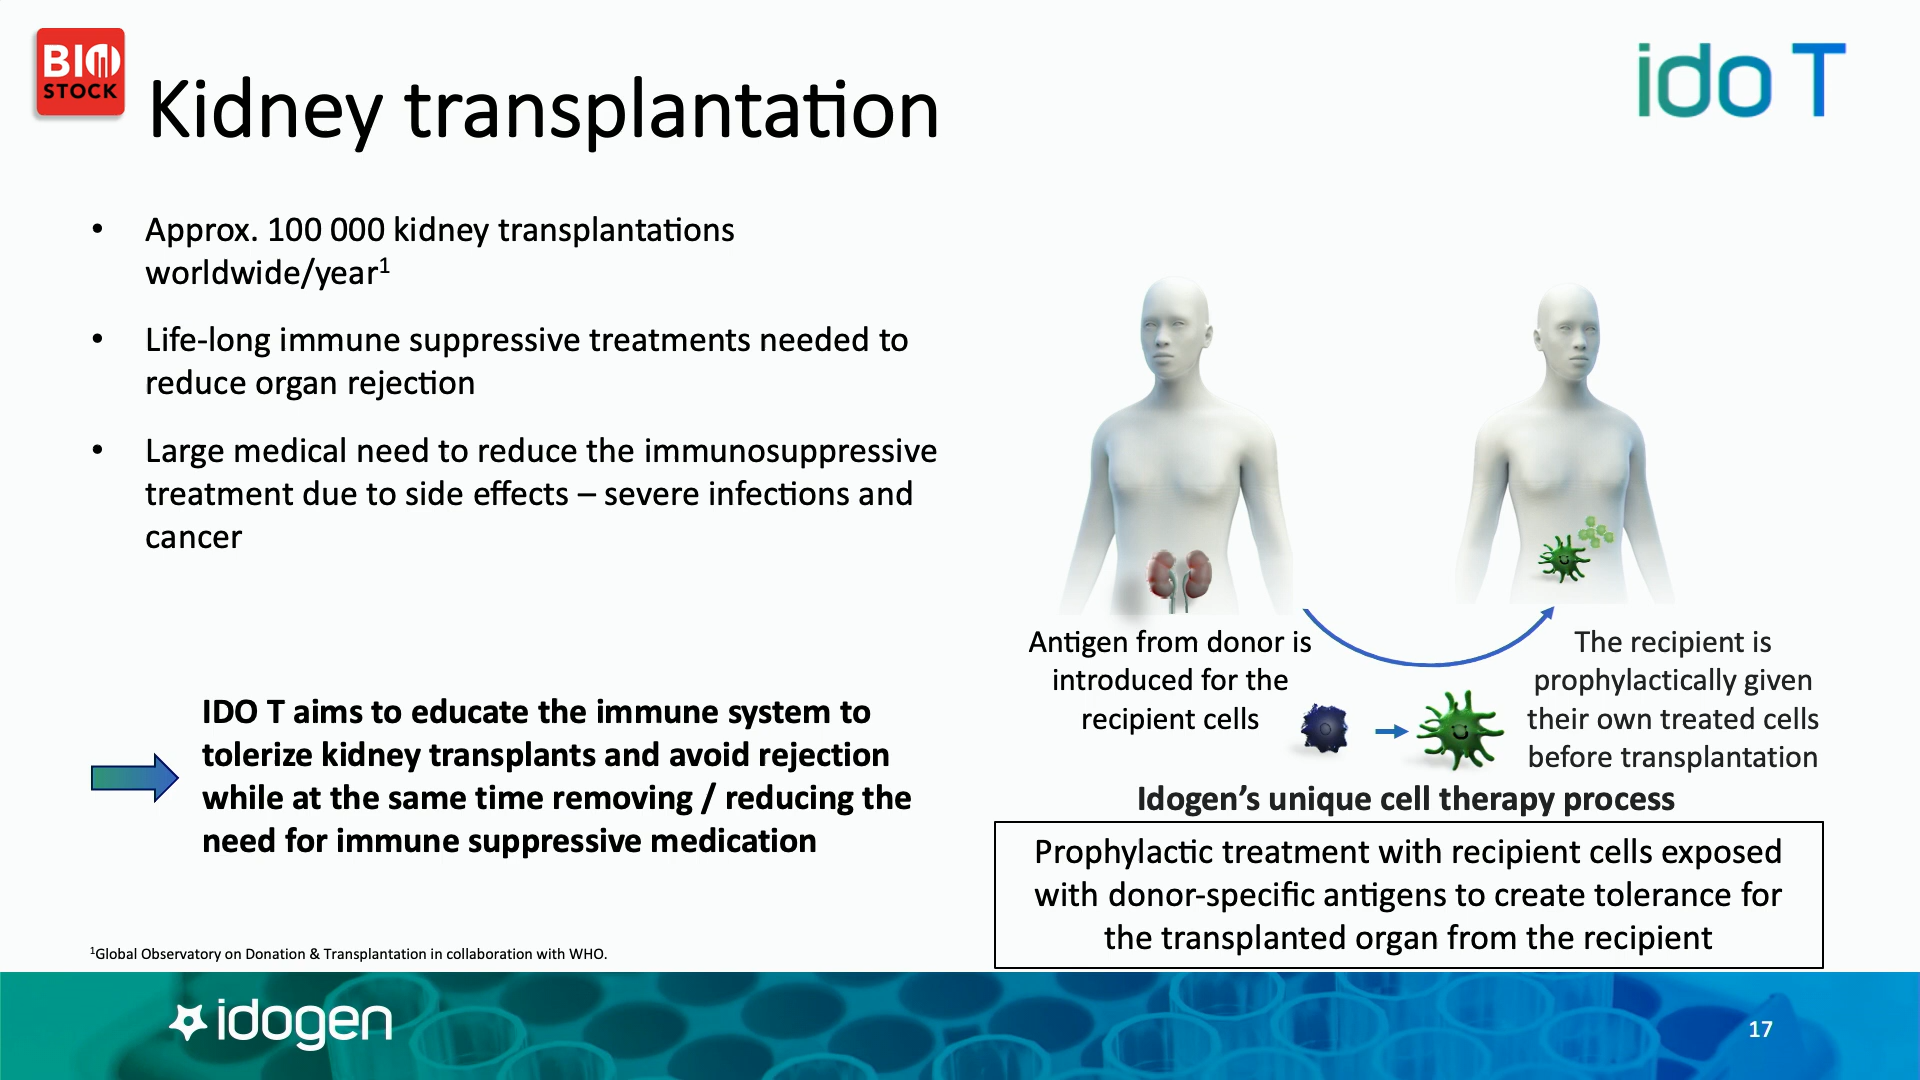 BIO
STOCK
Kidney transplantation
ido T
• Approx. 100 000 kidney transplantations
worldwide/year¹
• Life-long immune suppressive treatments needed to
reduce organ rejection
• Large medical need to reduce the immunosuppressive
treatment due to side effects – severe infections and
cancer
IDO T aims to educate the immune system to
tolerize kidney transplants and avoid rejection
while at the same time removing / reducing the
need for immune suppressive medication
Antigen from donor is
introduced for the
recipient cells
The recipient is
prophylactically given
their own treated cells
before transplantation
Idogen’s unique cell therapy process
Prophylactic treatment with recipient cells exposed
with donor-specific antigens to create tolerance for
the transplanted organ from the recipient
¹Global Observatory on Donation & Transplantation in collaboration with WHO.
idogen
17